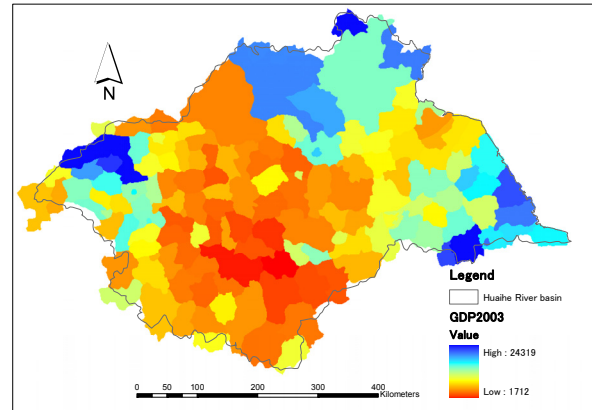 N
Legend
Huaihe River basin
GDP2003
Value
High : 24319
Low : 1712
0 50 100 200 300 400
Kilometers